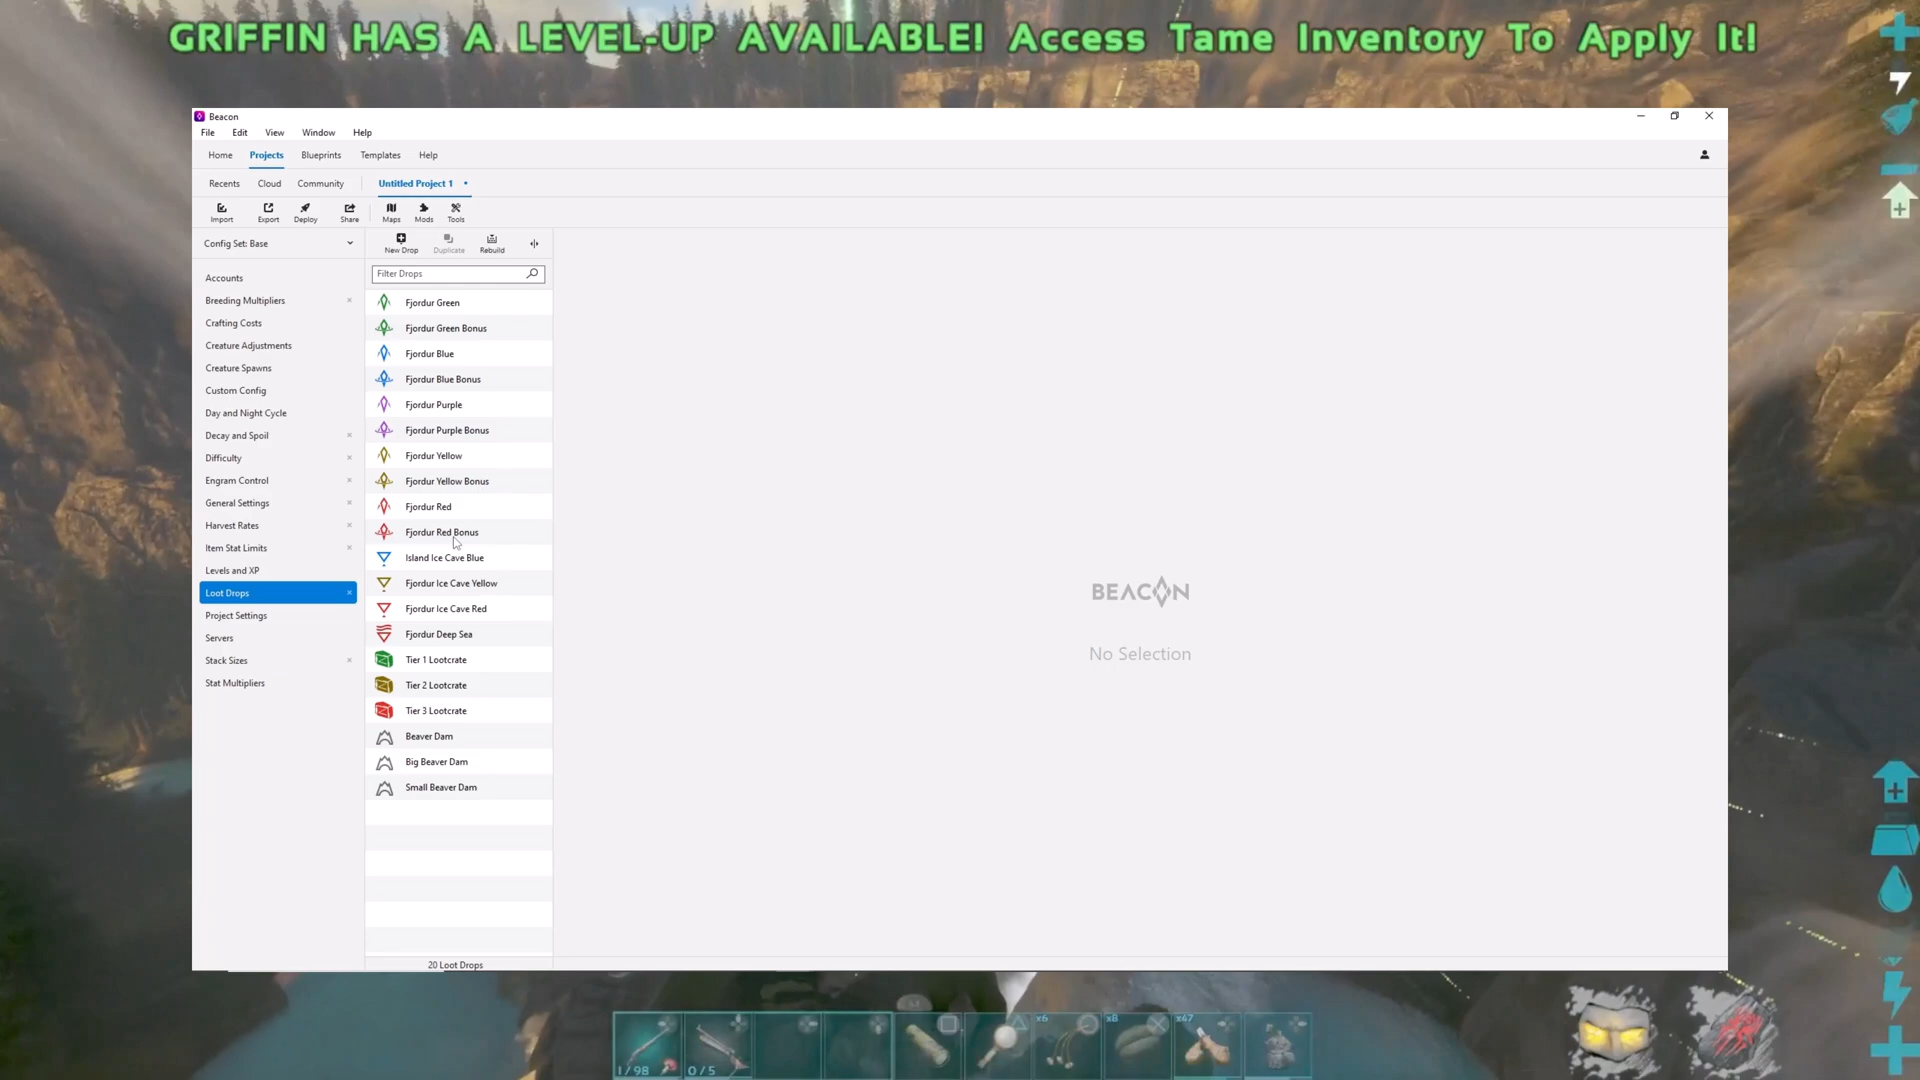 GRIFFIN HAS A LEVEL-UP AVAILABLE! Access Tame Inventory To Apply It!
Beacon
File Edit View Window Help
Home Projects Blueprints Templates Help
Recents Cloud Community Untitled Project 1 •
Import Export Deploy Share Maps Mods Tools
Config Set: Base
New Drop Duplicate Rebuild
Filter Drops
Accounts
Breeding Multipliers
Crafting Costs
Creature Adjustments
Creature Spawns
Custom Config
Day and Night Cycle
Decay and Spoil
Difficulty
Engram Control
General Settings
Harvest Rates
Item Stat Limits
Levels and XP
Loot Drops
Project Settings
Servers
Stack Sizes
Stat Multipliers
Fjordur Green
Fjordur Green Bonus
Fjordur Blue
Fjordur Blue Bonus
Fjordur Purple
Fjordur Purple Bonus
Fjordur Yellow
Fjordur Yellow Bonus
Fjordur Red
Fjordur Red Bonus
Island Ice Cave Blue
Fjordur Ice Cave Yellow
Fjordur Ice Cave Red
Fjordur Deep Sea
Tier 1 Lootcrate
Tier 2 Lootcrate
Tier 3 Lootcrate
Beaver Dam
Big Beaver Dam
Small Beaver Dam
20 Loot Drops
BEACON
No Selection
x6 x8 x47
1/98 0/5